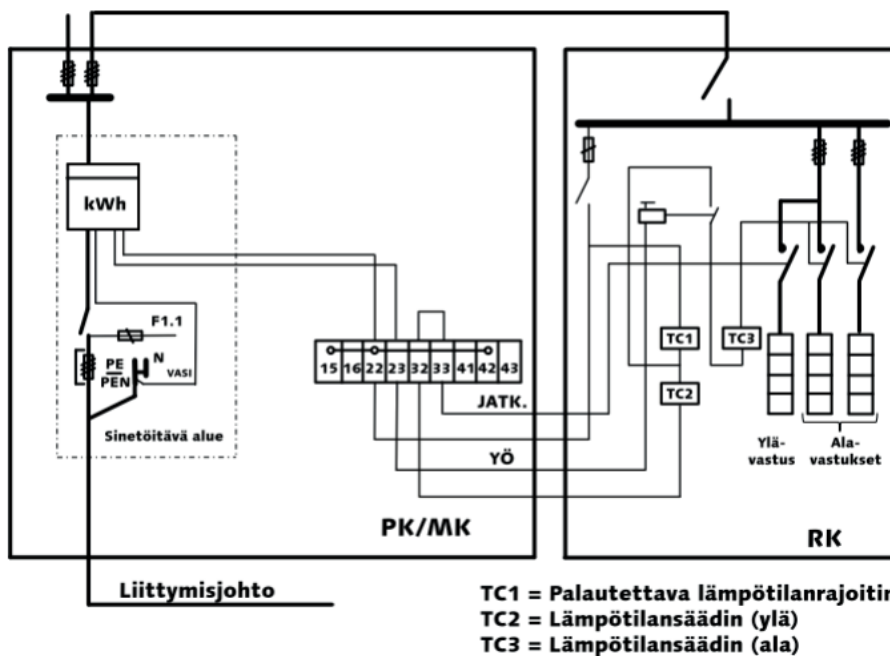 kWh
F1.1
PE
PEN
N
VASI
Sinetöitävä alue
15 16 22 23 32 33 41 42 43
JATK.
YÖ
PK/MK
Liittymisjohto
TC1
TC3
TC2
Ylä-
vastus
Ala-
vastukset
RK
TC1 = Palautettava lämpötilanrajoitin
TC2 = Lämpötilansäädin (ylä)
TC3 = Lämpötilansäädin (ala)